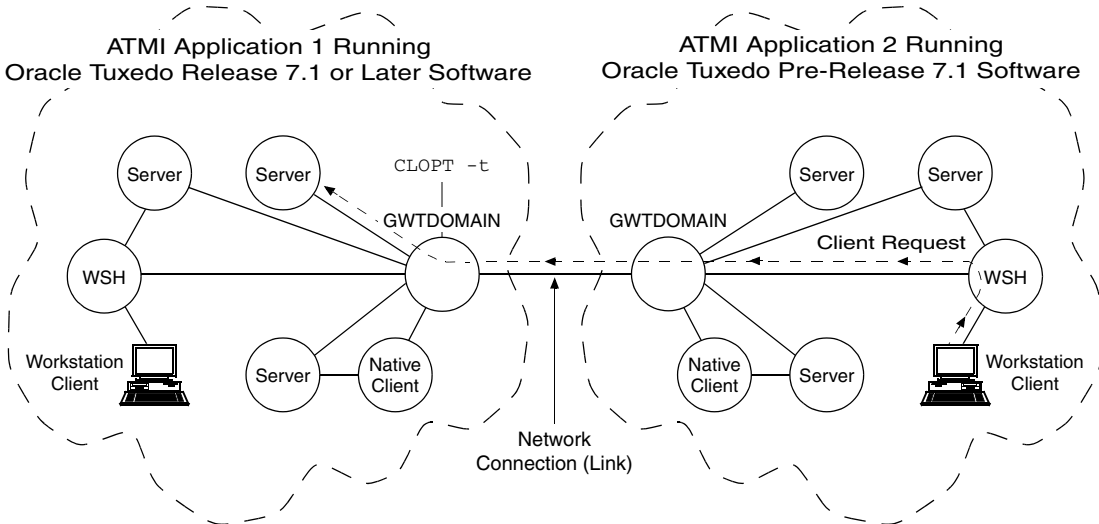 ATMI Application 1 Running
Oracle Tuxedo Release 7.1 or Later Software
ATMI Application 2 Running
Oracle Tuxedo Pre-Release 7.1 Software
Server
Server
CLOPT -t
GWTDOMAIN
GWTDOMAIN
Server
Server
Client Request
WSH
WSH
Workstation
Client
Server
Native
Client
Native
Client
Server
Workstation
Client
Network
Connection (Link)